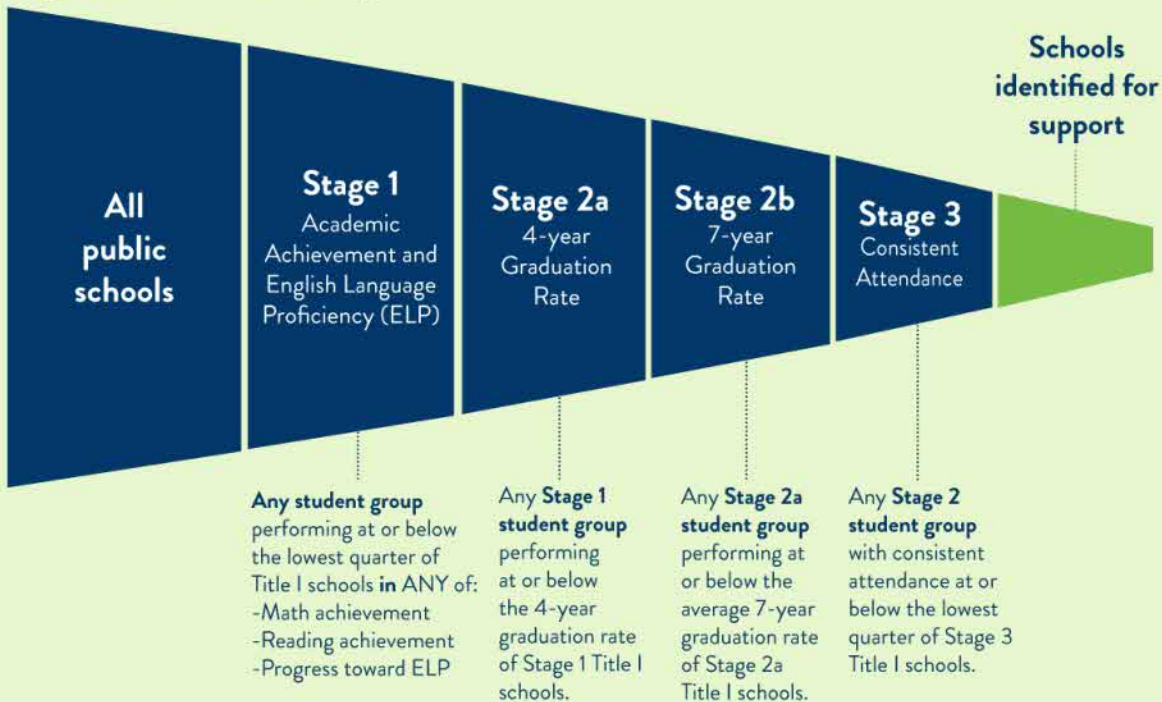 All
public
schools
Stage 1
Academic
Achievement and
English Language
Proficiency (ELP)
Stage 2a
4-year
Graduation
Rate
Stage 2b
7-year
Graduation
Rate
Stage 3
Consistent
Attendance
Schools
identified for
support
Any student group
performing at or below
the lowest quarter of
Title I schools in ANY of:
-Math achievement
-Reading achievement
-Progress toward ELP
Any Stage 1
student group
performing
at or below
the 4-year
graduation rate
of Stage 1 Title I
schools.
Any Stage 2a
student group
performing at
or below the
average 7-year
graduation rate
of Stage 2a
Title I schools.
Any Stage 2
student group
with consistent
attendance at or
below the lowest
quarter of Stage 3
Title I schools.